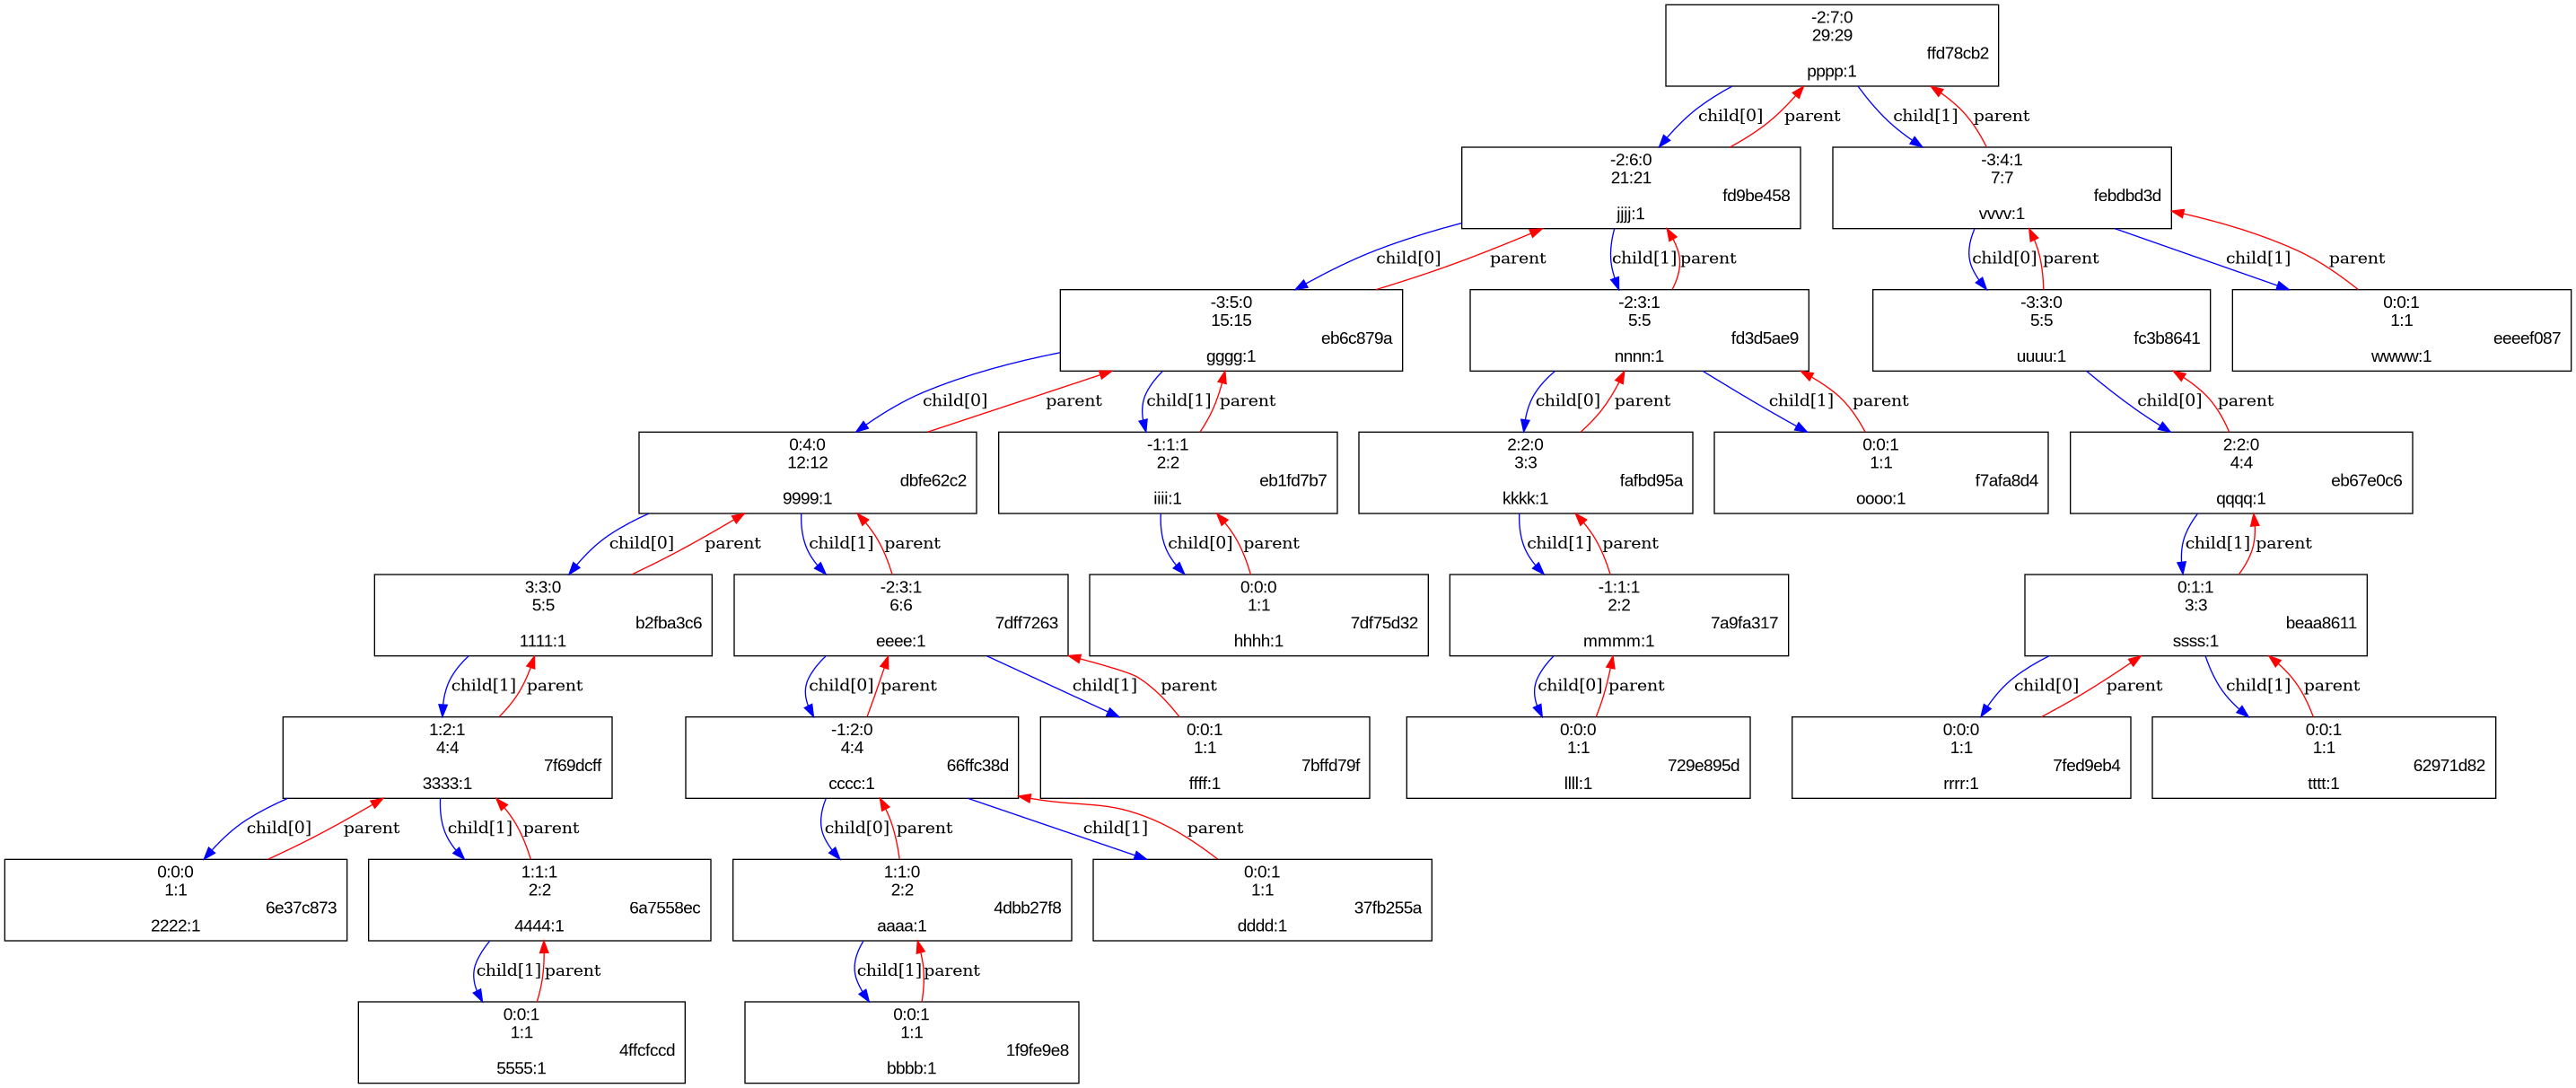 -2:7:0
29:29
ffd78cb2
pppp:1
child[0]
parent
child[1]
parent
-2:6:0
21:21
fd9be458
jjjj:1
-3:4:1
7:7
febdbd3d
vvvv:1
child[0]
parent
child[1]
parent
child[0]
parent
child[1]
parent
-3:5:0
15:15
eb6c879a
gggg:1
-2:3:1
5:5
fd3d5ae9
nnnn:1
-3:3:0
5:5
fc3b8641
uuuu:1
0:0:1
1:1
eeeef087
wwww:1
child[0]
parent
child[1]
parent
child[0]
parent
child[1]
parent
child[0]
parent
0:4:0
12:12
dbfe62c2
9999:1
-1:1:1
2:2
eb1fd7b7
iiii:1
2:2:0
3:3
fafbd95a
kkkk:1
0:0:1
1:1
f7afa8d4
oooo:1
2:2:0
4:4
eb67e0c6
qqqq:1
child[0]
parent
child[1]
parent
child[0]
parent
child[1]
parent
child[1]
parent
3:3:0
5:5
b2fba3c6
1111:1
-2:3:1
6:6
7dff7263
eeee:1
0:0:0
1:1
7df75d32
hhhh:1
-1:1:1
2:2
7a9fa317
mmmm:1
0:1:1
3:3
beaa8611
ssss:1
child[1]
parent
child[0]
parent
child[1]
parent
child[0]
parent
child[0]
parent
child[1]
parent
1:2:1
4:4
7f69dcff
3333:1
-1:2:0
4:4
66ffc38d
cccc:1
0:0:1
1:1
7bffd79f
ffff:1
0:0:0
1:1
729e895d
llll:1
0:0:0
1:1
7fed9eb4
rrrr:1
0:0:1
1:1
62971d82
tttt:1
child[0]
parent
child[1]
parent
child[0]
parent
child[1]
parent
0:0:0
1:1
6e37c873
2222:1
1:1:1
2:2
6a7558ec
4444:1
1:1:0
2:2
4dbb27f8
aaaa:1
0:0:1
1:1
37fb255a
dddd:1
child[1]
parent
child[1]
parent
0:0:1
1:1
4ffcfccd
5555:1
0:0:1
1:1
1f9fe9e8
bbbb:1